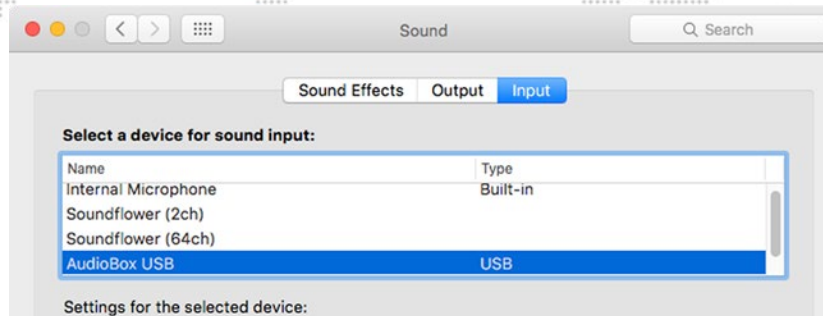 Sound
Search
Sound Effects Output Input
Select a device for sound input:
Name Type
Internal Microphone Built-in
Soundflower (2ch)
Soundflower (64ch)
AudioBox USB USB
Settings for the selected device: